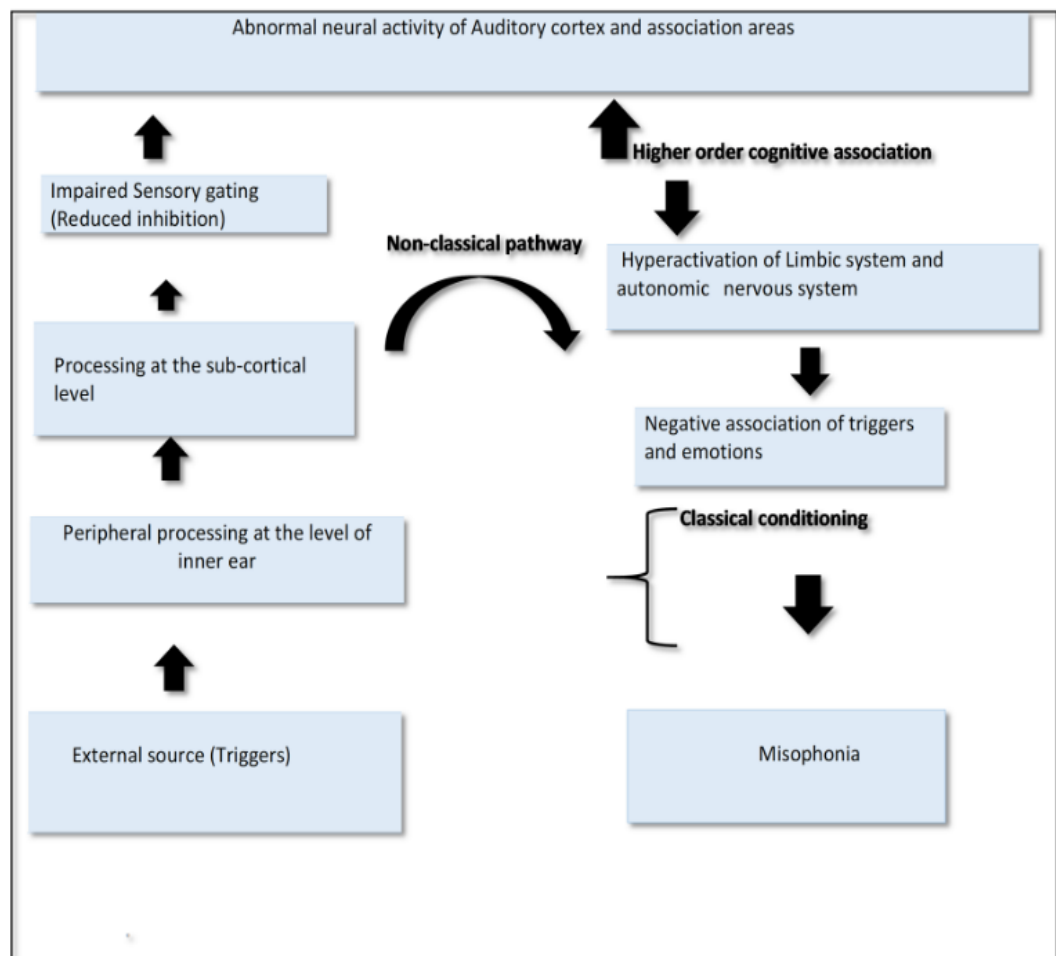 Abnormal neural activity of Auditory cortex and association areas
Higher order cognitive association
Impaired Sensory gating
(Reduced inhibition)
Non-classical pathway
Hyperactivation of Limbic system and
autonomic nervous system
Processing at the sub-cortical
level
Negative association of triggers
and emotions
Classical conditioning
Peripheral processing at the level of
inner ear
External source (Triggers)
Misophonia